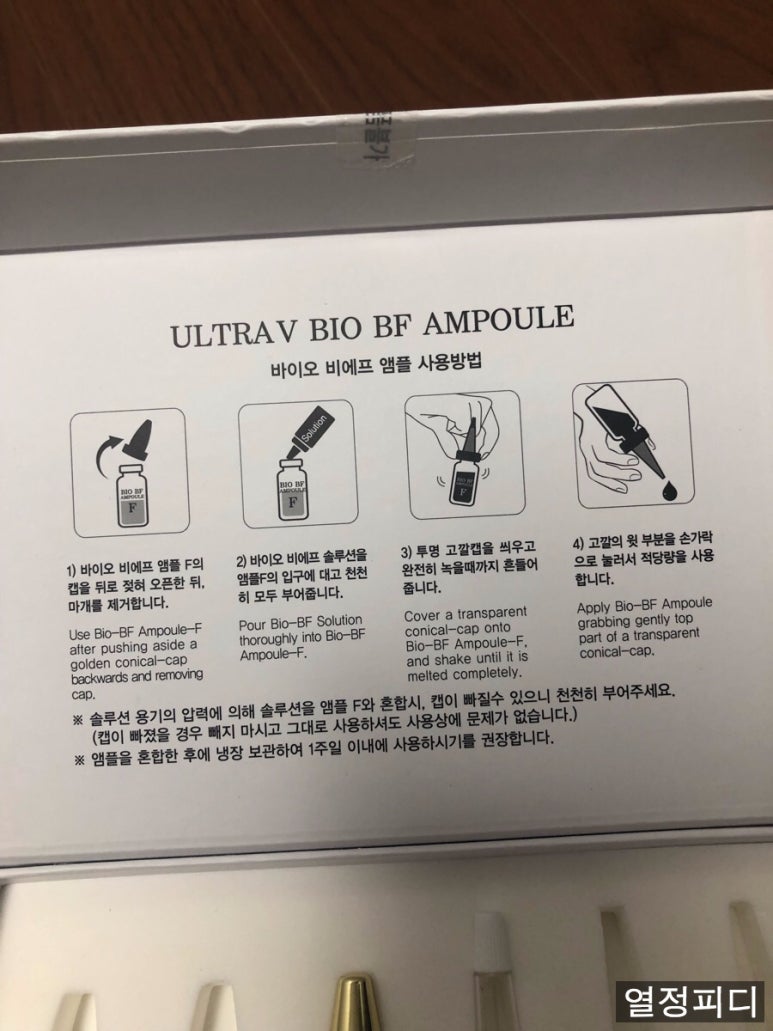 ULTRA V BIO BF AMPOULE
바이오 비에프 앰플 사용방법
BIO BF
AMPOULE
F
Solution
BIO BF
AMPOULE
F
BIO BF
AMPOULE
F
1) 바이오 비에프 앰플 F의
캡을 뒤로 젖혀 오픈한 뒤,
마개를 제거합니다.
Use Bio-BF Ampoule-F
after pushing aside a
golden conical-cap
backwards and removing
cap.
2) 바이오 비에프 솔루션을
앰플F의 입구에 대고 천천
히 모두 부어줍니다.
Pour Bio-BF Solution
thoroughly into Bio-BF
Ampoule-F.
3) 투명 고깔캡을 씌우고
완전히 녹을때까지 흔들어
줍니다.
Cover a transparent
conical-cap onto
Bio-BF Ampoule-F,
and shake until it is
melted completely.
4) 고깔의 윗 부분을 손가락
으로 눌러서 적당량을 사용
합니다.
Apply Bio-BF Ampoule
grabbing gently top
part of a transparent
conical-cap.
※ 솔루션 용기의 압력에 의해 솔루션을 앰플 F와 혼합시, 캡이 빠질수 있으니 천천히 부어주세요.
(캡이 빠졌을 경우 빼지 마시고 그대로 사용하셔도 사용상에 문제가 없습니다.)
※ 앰플을 혼합한 후에 냉장 보관하여 1주일 이내에 사용하시기를 권장합니다.
열정피디